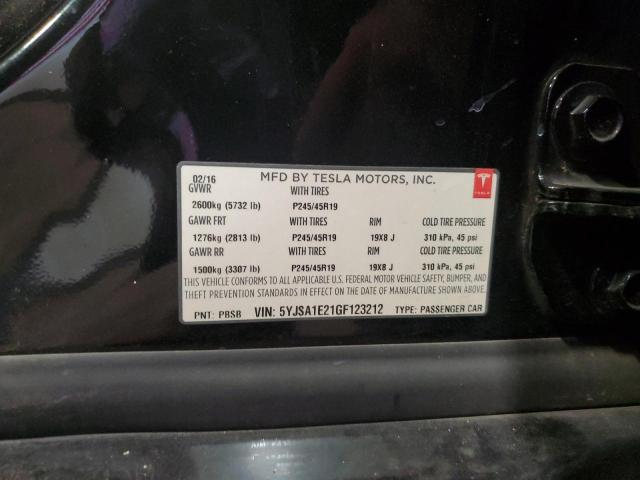 02/16 MFD BY TESLA MOTORS, INC.
GVWR WITH TIRES
2600kg (5732 lb) P245/45R19
GAWR FRT WITH TIRES RIM COLD TIRE PRESSURE
1276kg (2813 lb) P245/45R19 19X8 J 310 kPa, 45 psi
GAWR RR WITH TIRES RIM COLD TIRE PRESSURE
1500kg (3307 lb) P245/45R19 19X8 J 310 kPa, 45 psi
THIS VEHICLE CONFORMS TO ALL APPLICABLE U.S. FEDERAL MOTOR VEHICLE SAFETY, BUMPER, AND
THEFT PREVENTION STANDARDS IN EFFECT ON THE DATE OF MANUFACTURE SHOWN ABOVE.
PNT: PBSB VIN: 5YJSA1E21GF123212 TYPE: PASSENGER CAR
TESLA